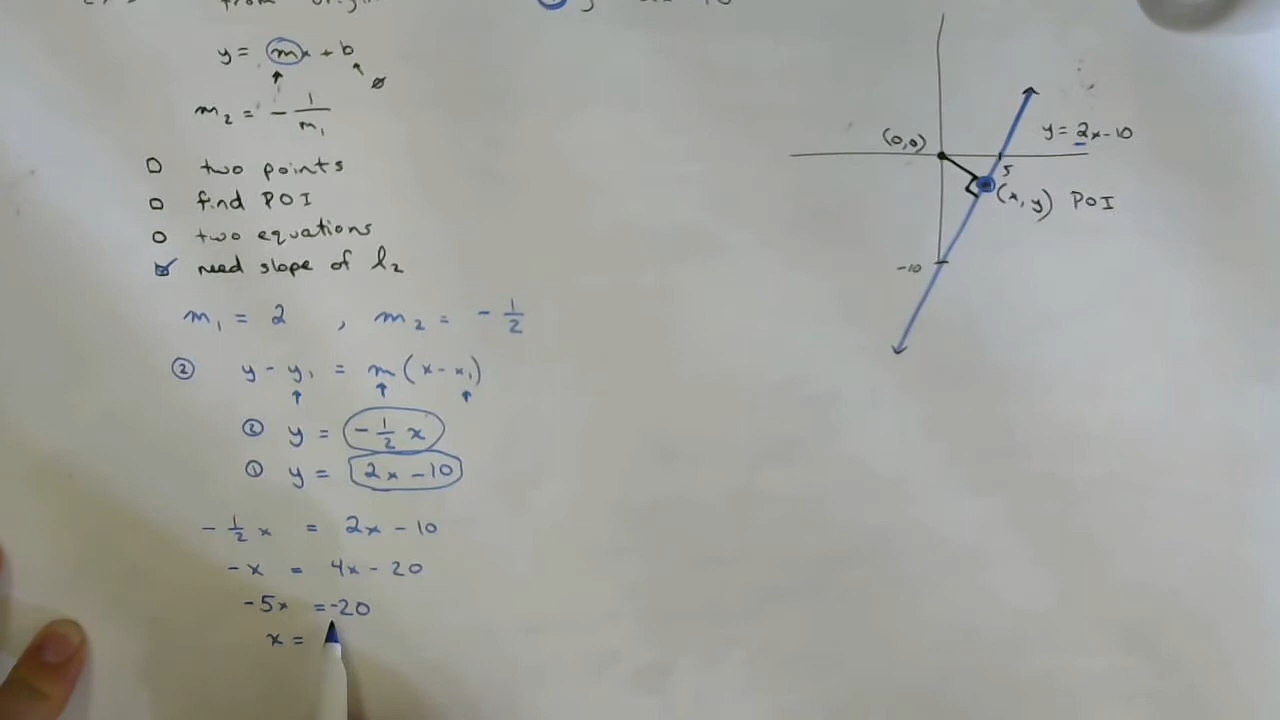 from origin
y = mx + b
ø
m₂ = - 1/m₁
two points
find POI
two equations
need slope of l₂
m₁ = 2 , m₂ = - 1/2
② y - y₁ = m(x - x₁)
② y = -1/2 x
① y = 2x - 10
-1/2 x = 2x - 10
-x = 4x - 20
-5x = -20
x =
(0,0)
y = 2x - 10
5
(x, y) POI
-10